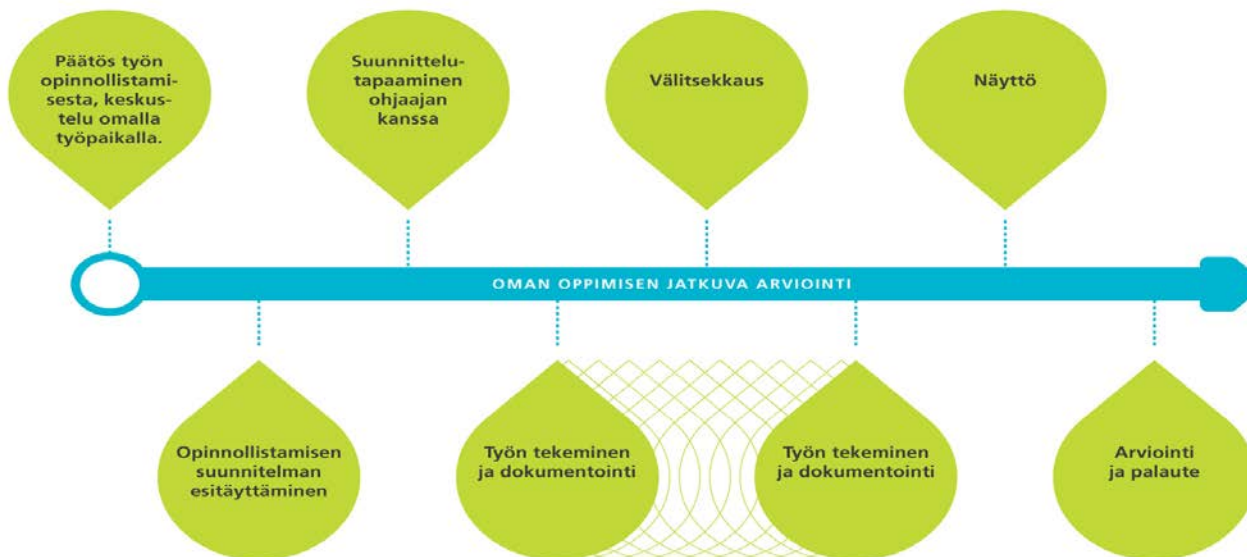 Päätös työn
opinnollistami-
sesta, keskus-
telu omalla
työpaikalla.
Suunnittelu-
tapaaminen
ohjaajan
kanssa
Välitsekkaus
Näyttö
OMAN OPPIMISEN JATKUVA ARVIOINTI
Opinnollistamisen
suunnitelman
esitäyttäminen
Työn tekeminen
ja dokumentointi
Työn tekeminen
ja dokumentointi
Arviointi
ja palaute